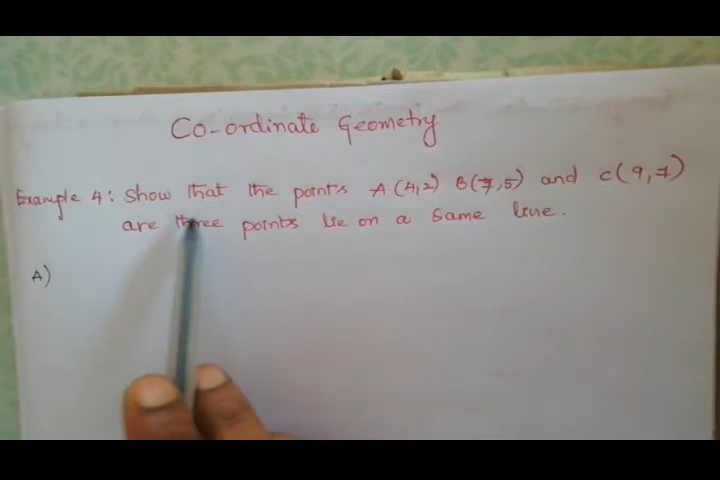 Co-ordinate Geometry
Example 4: Show that the points A(4,2) B(7,5) and C(9,7)
are three points lie on a same line.
A)